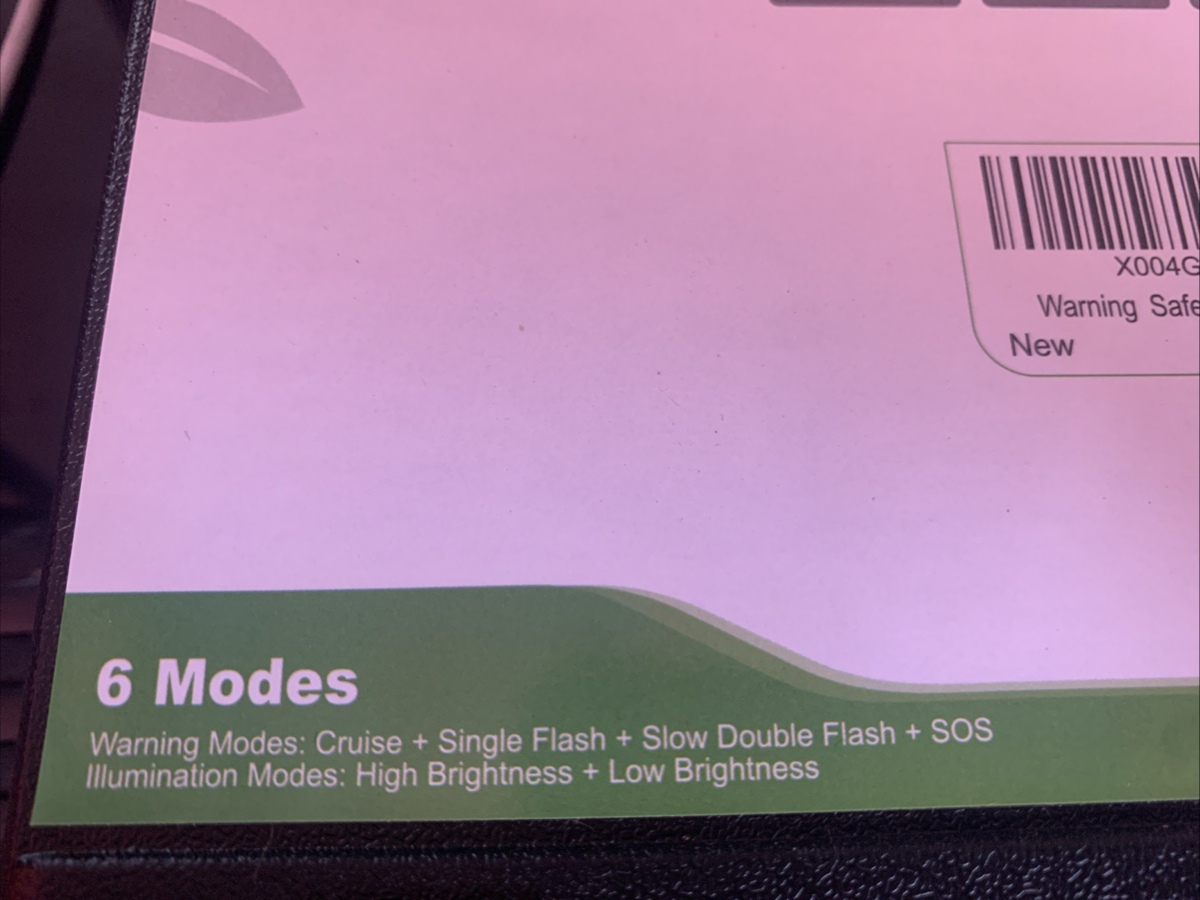 X004G
Warning Safe
New
6 Modes
Warning Modes: Cruise + Single Flash + Slow Double Flash + SOS
Illumination Modes: High Brightness + Low Brightness